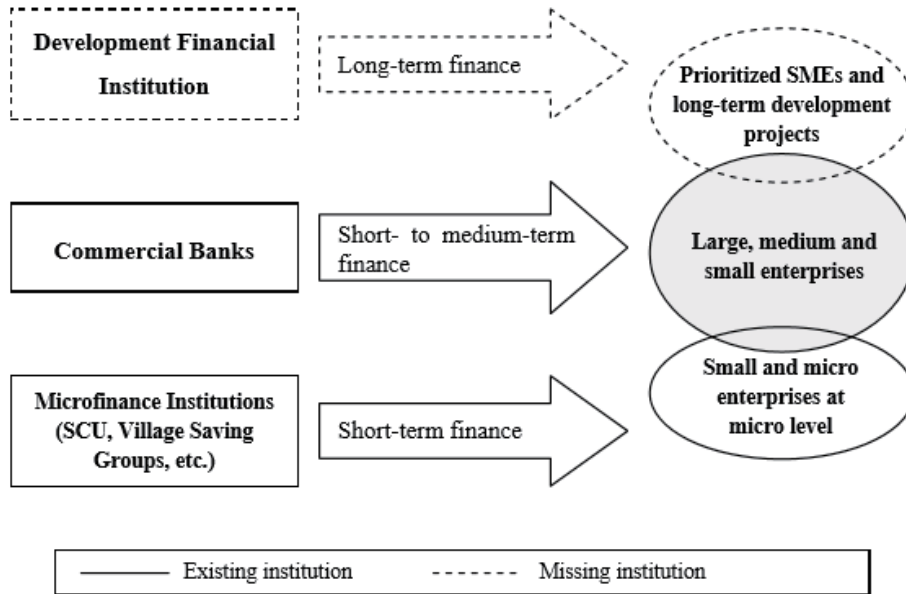 Development Financial
Institution
Long-term finance
Prioritized SMEs and
long-term development
projects
Commercial Banks
Short- to medium-term
finance
Large, medium and
small enterprises
Microfinance Institutions
(SCU, Village Saving
Groups, etc.)
Short-term finance
Small and micro
enterprises at
micro level
Existing institution
Missing institution